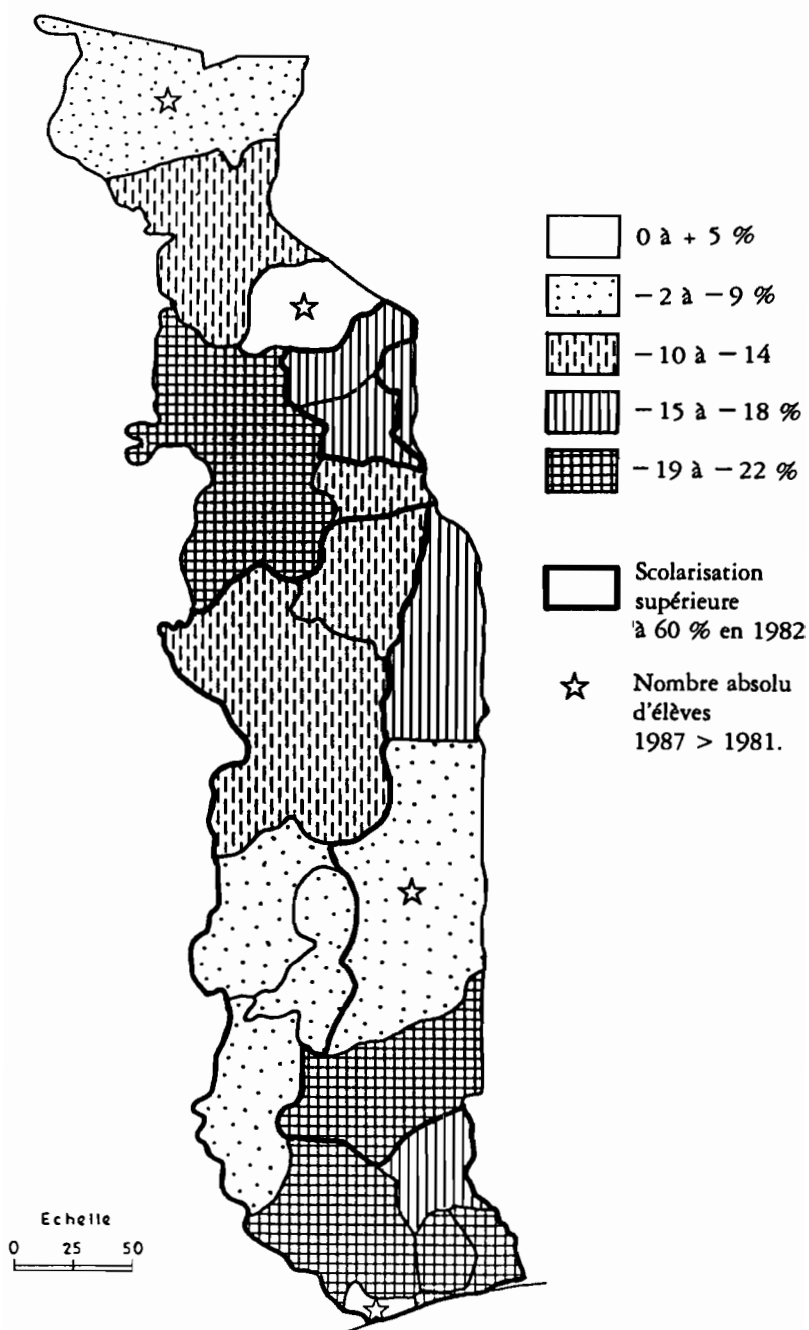 0 à + 5 %
−2 à −9 %
−10 à −14
−15 à −18 %
−19 à −22 %
Scolarisation
supérieure
à 60 % en 1982
Nombre absolu
d'élèves
1987 > 1981.
Echelle
0 25 50